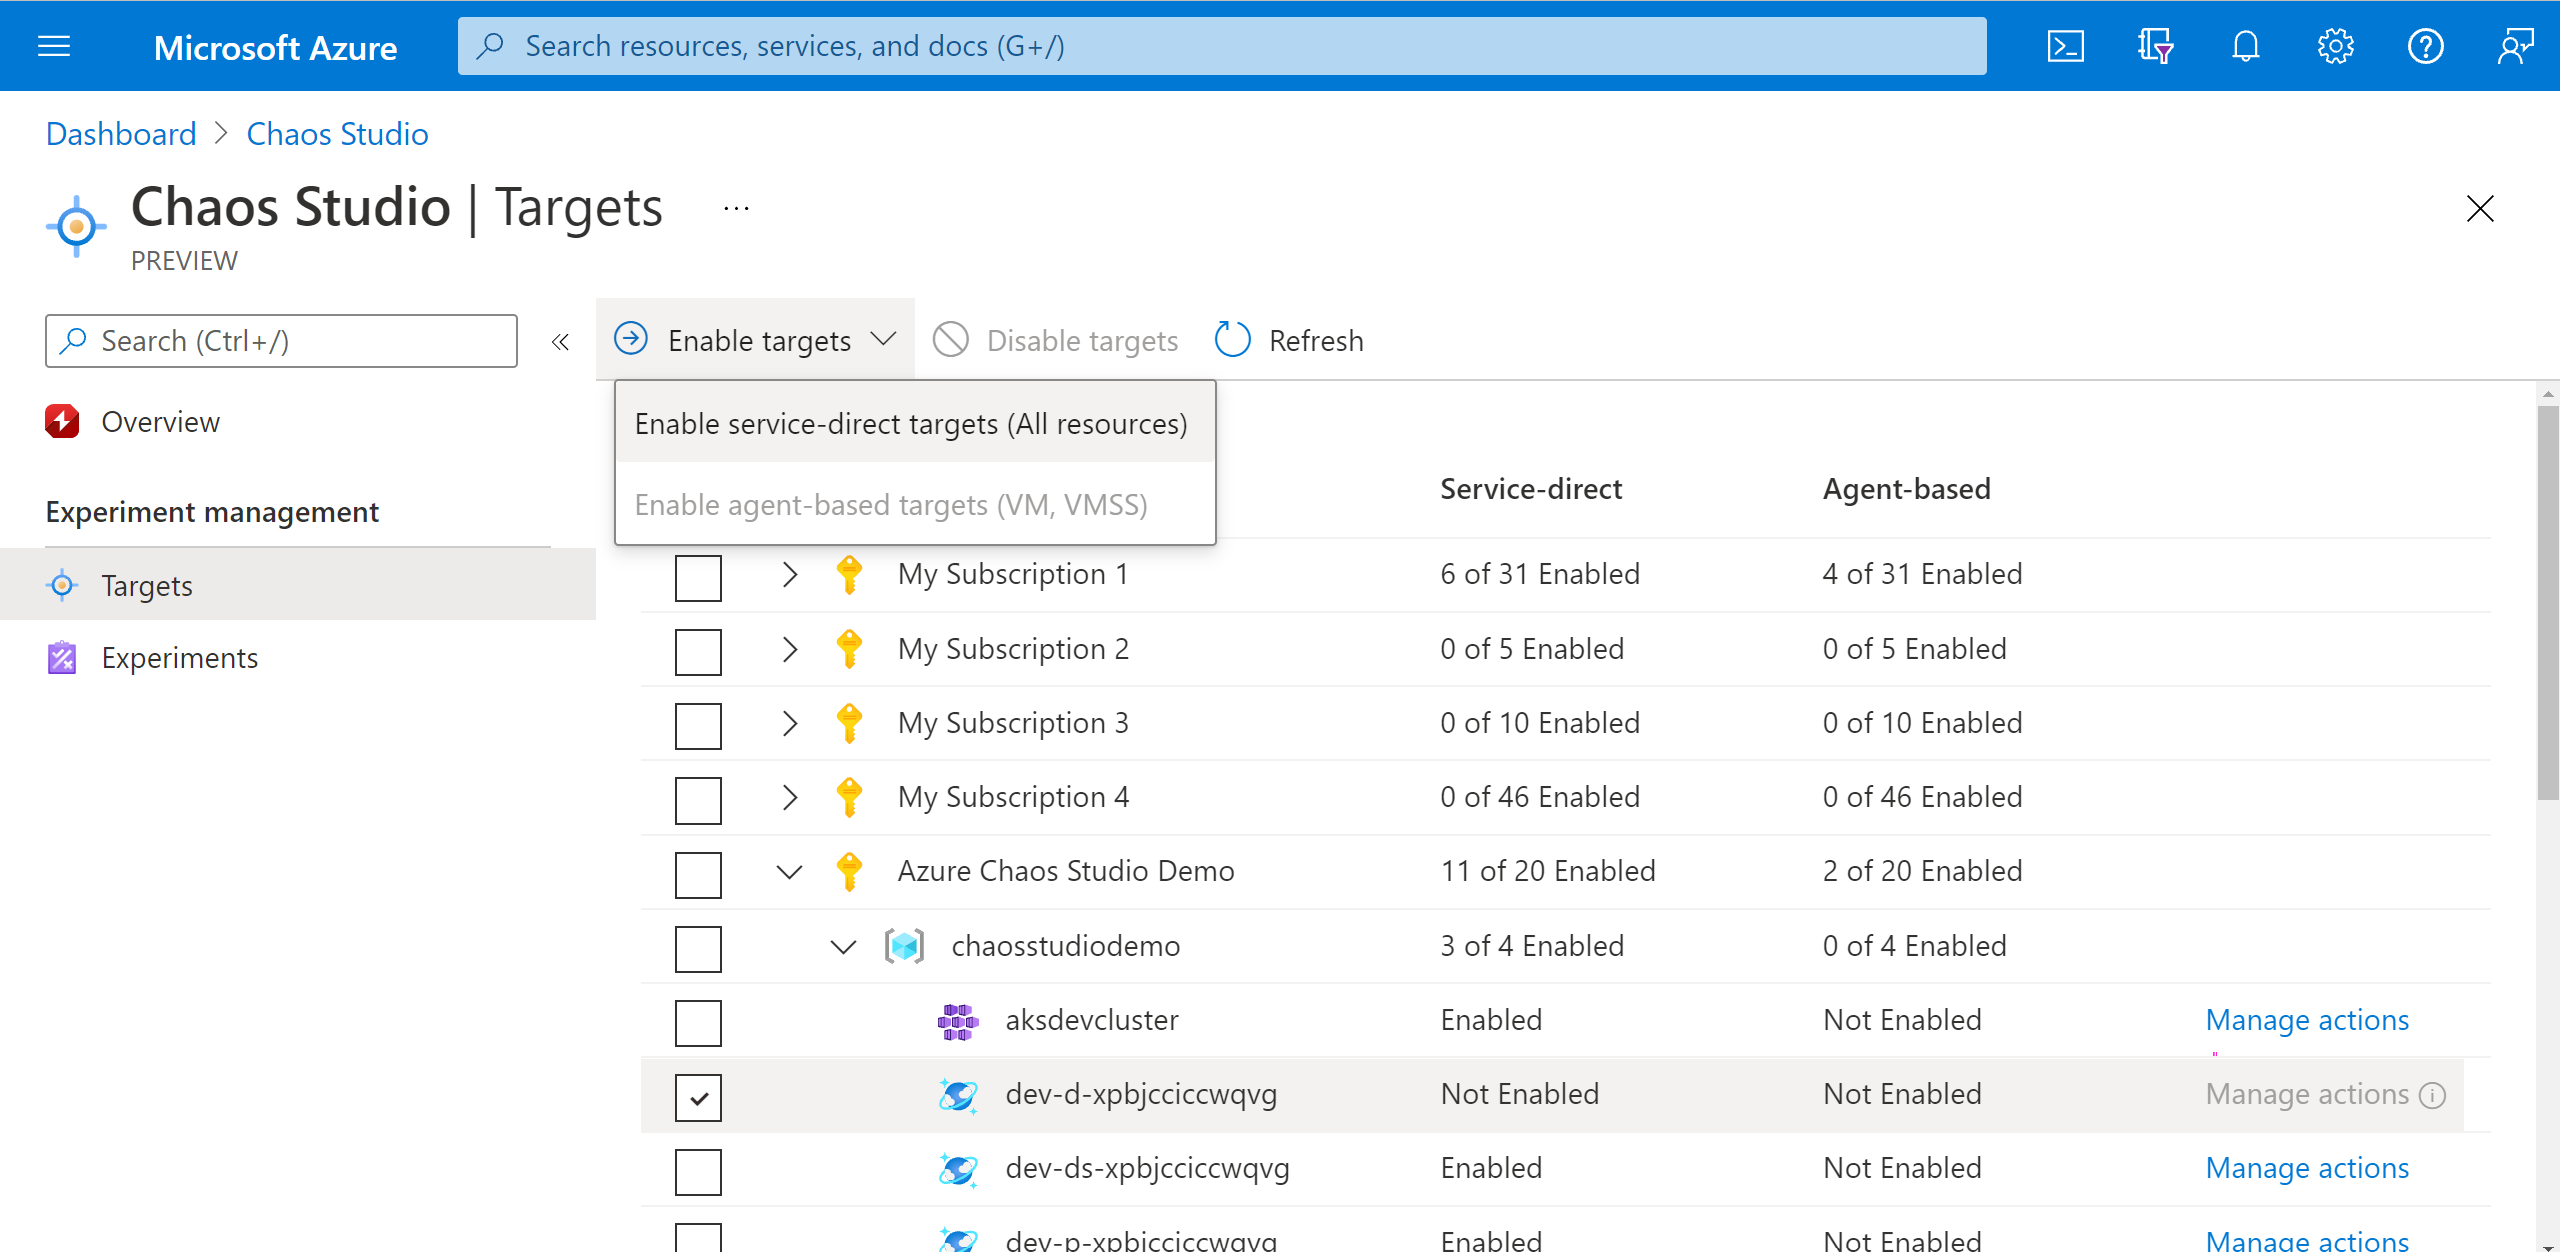 Microsoft Azure
Search resources, services, and docs (G+/)
Dashboard > Chaos Studio
Chaos Studio | Targets ...
PREVIEW
Search (Ctrl+/)
«
Enable targets
Disable targets
Refresh
Overview
Enable service-direct targets (All resources)
Enable agent-based targets (VM, VMSS)
Experiment management
Targets
Experiments
Service-direct Agent-based
My Subscription 1 6 of 31 Enabled 4 of 31 Enabled
My Subscription 2 0 of 5 Enabled 0 of 5 Enabled
My Subscription 3 0 of 10 Enabled 0 of 10 Enabled
My Subscription 4 0 of 46 Enabled 0 of 46 Enabled
Azure Chaos Studio Demo 11 of 20 Enabled 2 of 20 Enabled
chaosstudiodemo 3 of 4 Enabled 0 of 4 Enabled
aksdevcluster Enabled Not Enabled Manage actions
dev-d-xpbjcciccwqvg Not Enabled Not Enabled Manage actions
dev-ds-xpbjcciccwqvg Enabled Not Enabled Manage actions
dev-p-xpbjcciccwqvg Enabled Not Enabled Manage actions